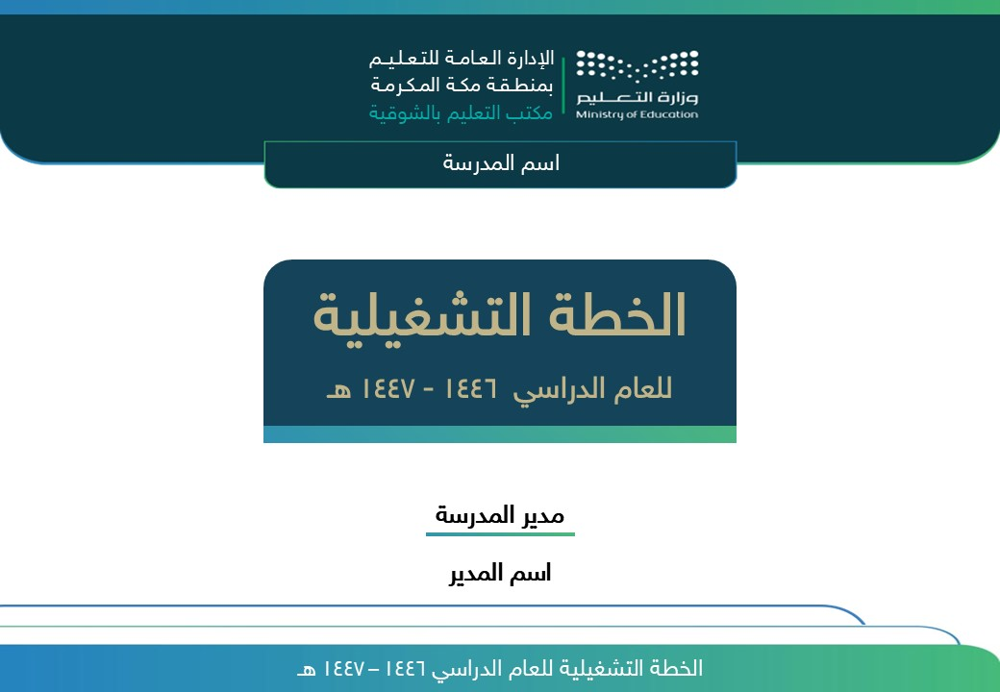 وزارة التعليم
Ministry of Education
الإدارة العامة للتعليم
بمنطقة مكة المكرمة
مكتب التعليم بالشوقية
اسم المدرسة
الخطة التشغيلية
للعام الدراسي ١٤٤٦ - ١٤٤٧ هـ
مدير المدرسة
اسم المدير
الخطة التشغيلية للعام الدراسي ١٤٤٦ – ١٤٤٧ هـ